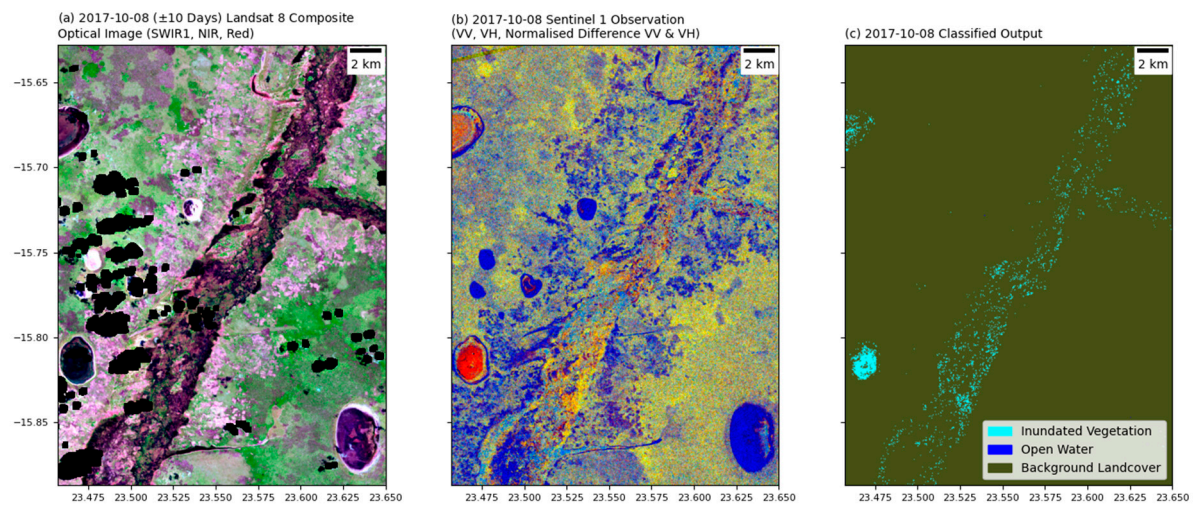 (a) 2017-10-08 (±10 Days) Landsat 8 Composite
Optical Image (SWIR1, NIR, Red)
(b) 2017-10-08 Sentinel 1 Observation
(VV, VH, Normalised Difference VV & VH)
(c) 2017-10-08 Classified Output
2 km
2 km
2 km
−15.65
−15.70
−15.75
−15.80
−15.85
Inundated Vegetation
Open Water
Background Landcover
23.475 23.500 23.525 23.550 23.575 23.600 23.625 23.650
23.475 23.500 23.525 23.550 23.575 23.600 23.625 23.650
23.475 23.500 23.525 23.550 23.575 23.600 23.625 23.650